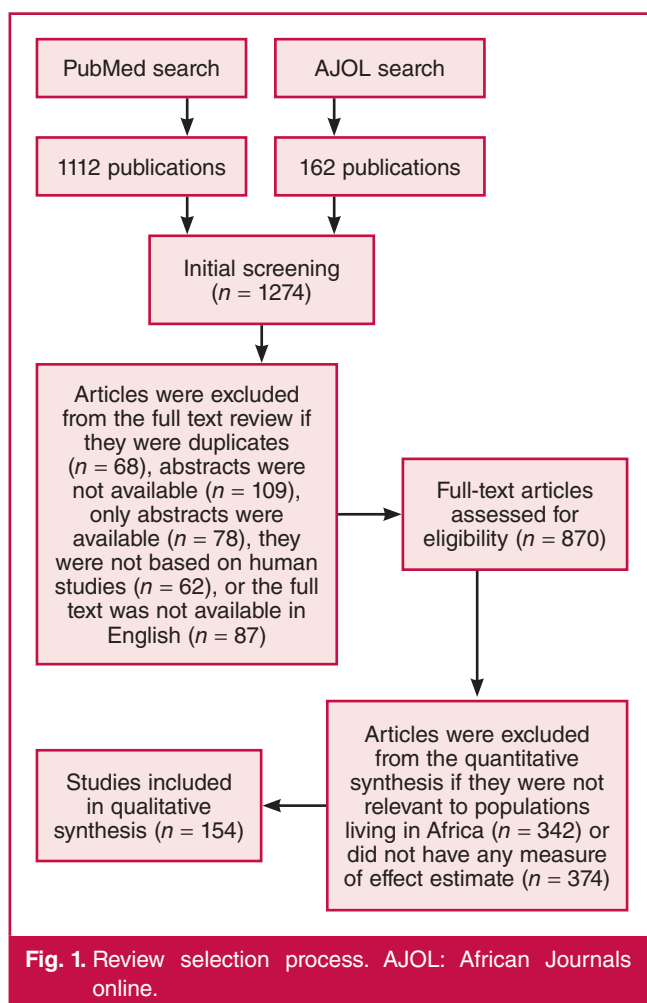 PubMed search
AJOL search
1112 publications
162 publications
Initial screening
(n = 1274)
Articles were excluded
from the full text review if
they were duplicates
(n = 68), abstracts were
not available (n = 109),
only abstracts were
available (n = 78), they
were not based on human
studies (n = 62), or the full
text was not available in
English (n = 87)
Full-text articles
assessed for
eligibility (n = 870)
Articles were excluded
from the quantitative
synthesis if they were not
relevant to populations
living in Africa (n = 342) or
did not have any measure
of effect estimate (n = 374)
Studies included
in qualitative
synthesis (n = 154)
Fig. 1. Review selection process. AJOL: African Journals
online.